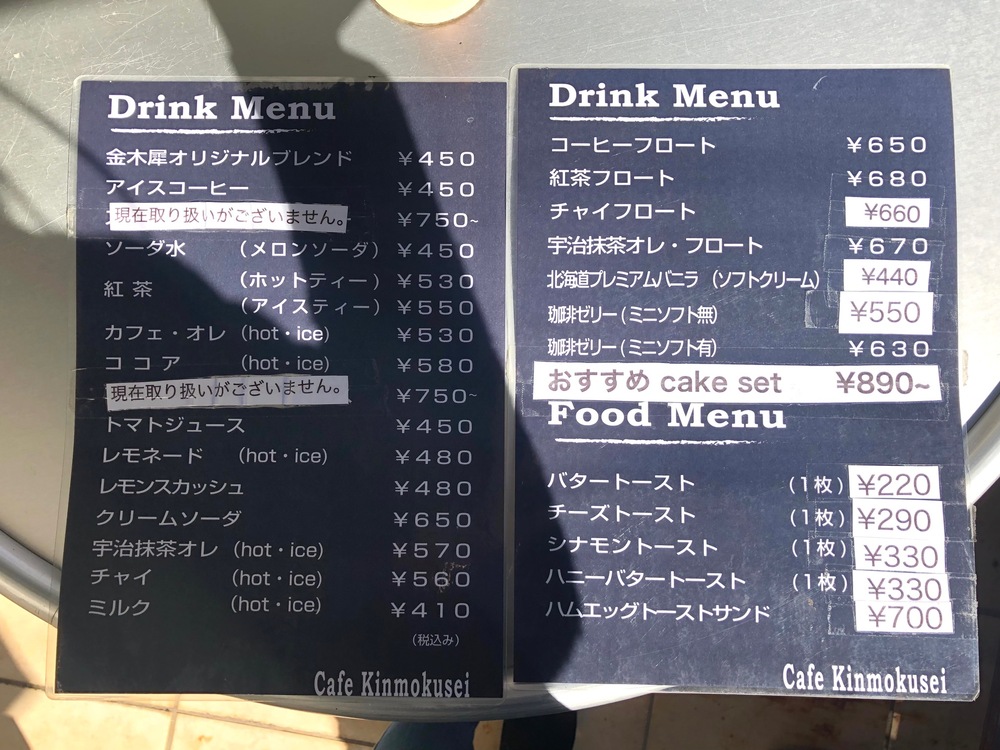 Drink Menu
金木犀オリジナルブレンド ￥450
アイスコーヒー ￥450
現在取り扱いがございません。 ￥750~
ソーダ水 (メロンソーダ) ￥450
紅茶 (ホットティー) ￥530
(アイスティー) ￥550
カフェ・オレ (hot・ice) ￥530
ココア (hot・ice) ￥580
現在取り扱いがございません。 ￥750~
トマトジュース ￥450
レモネード (hot・ice) ￥480
レモンスカッシュ ￥480
クリームソーダ ￥650
宇治抹茶オレ (hot・ice) ￥570
チャイ (hot・ice) ￥560
ミルク (hot・ice) ￥410
(税込み)
Cafe Kinmokusei
Drink Menu
コーヒーフロート ￥650
紅茶フロート ￥680
チャイフロート ¥660
宇治抹茶オレ・フロート ￥670
北海道プレミアムバニラ (ソフトクリーム) ¥440
珈琲ゼリー(ミニソフト無) ¥550
珈琲ゼリー(ミニソフト有) ￥630
おすすめ cake set ¥890~
Food Menu
バタートースト (1枚) ¥220
チーズトースト (1枚) ¥290
シナモントースト (1枚) ¥330
ハニーバタートースト (1枚) ¥330
ハムエッグトーストサンド ¥700
Cafe Kinmokusei